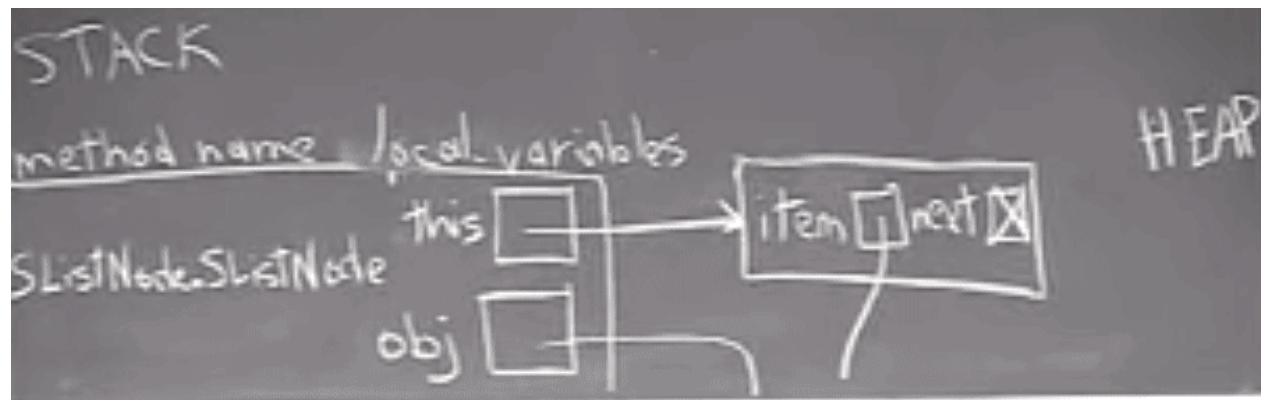 STACK
HEAP
method name local variables
this item next
SListNode.SListNode
obj